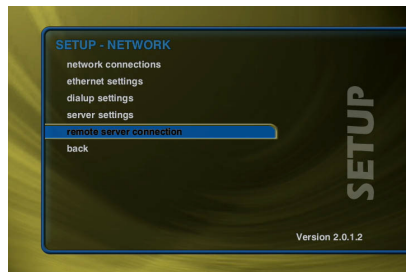 SETUP - NETWORK
network connections
ethernet settings
dialup settings
server settings
remote server connection
back
SETUP
Version 2.0.1.2